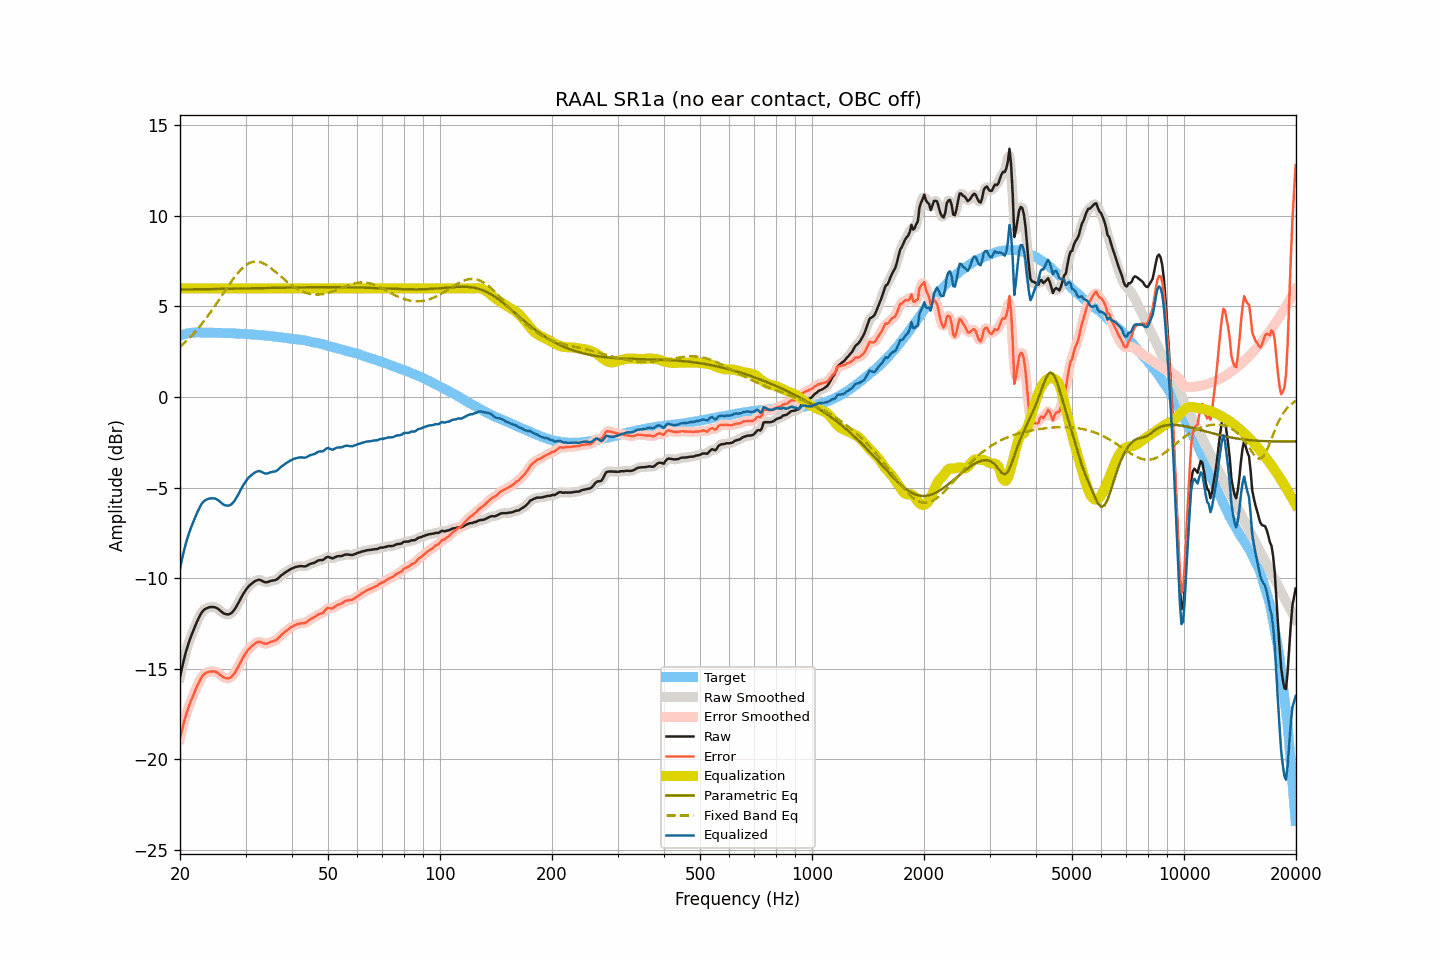 RAAL SR1a (no ear contact, OBC off)
15
10
5
0
−5
−10
−15
−20
−25
Amplitude (dBr)
Target
Raw Smoothed
Error Smoothed
Raw
Error
Equalization
Parametric Eq
Fixed Band Eq
Equalized
20 50 100 200 500 1000 2000 5000 10000 20000
Frequency (Hz)